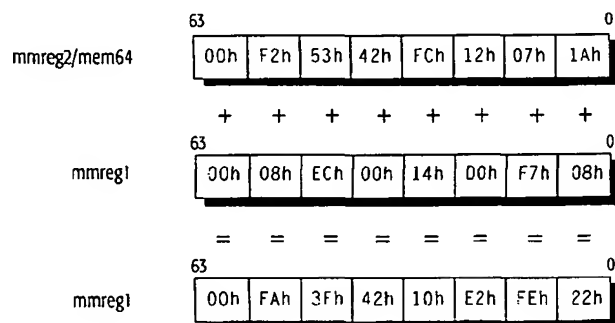 63 0
mmreg2/mem64 00h F2h 53h 42h FCh 12h 07h 1Ah
+ + + + + + + +
63 0
mmreg1 00h 08h ECh 00h 14h D0h F7h 08h
= = = = = = = =
63 0
mmreg1 00h FAh 3Fh 42h 10h E2h FEh 22h